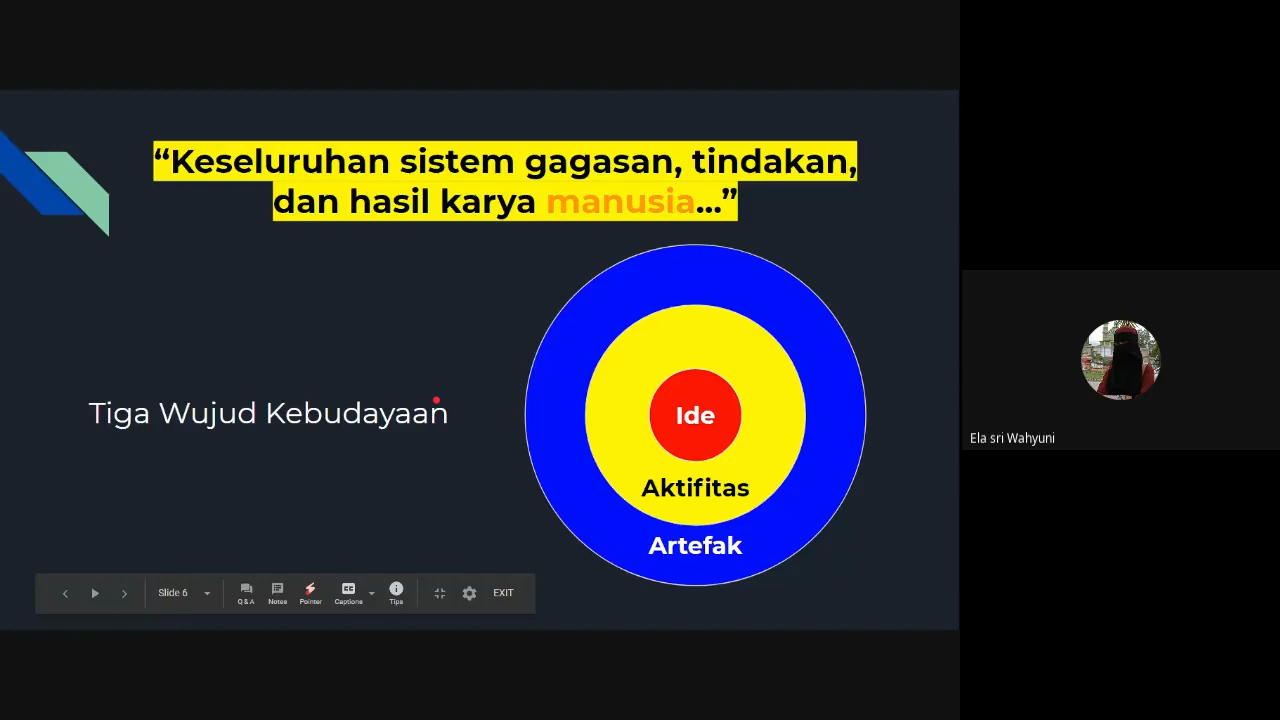 “Keseluruhan sistem gagasan, tindakan,
dan hasil karya manusia...”
Tiga Wujud Kebudayaan
Ide
Aktifitas
Artefak
Slide 6
Q & A
Notes
Pointer
Captions
Tips
EXIT
CC
Ela sri Wahyuni